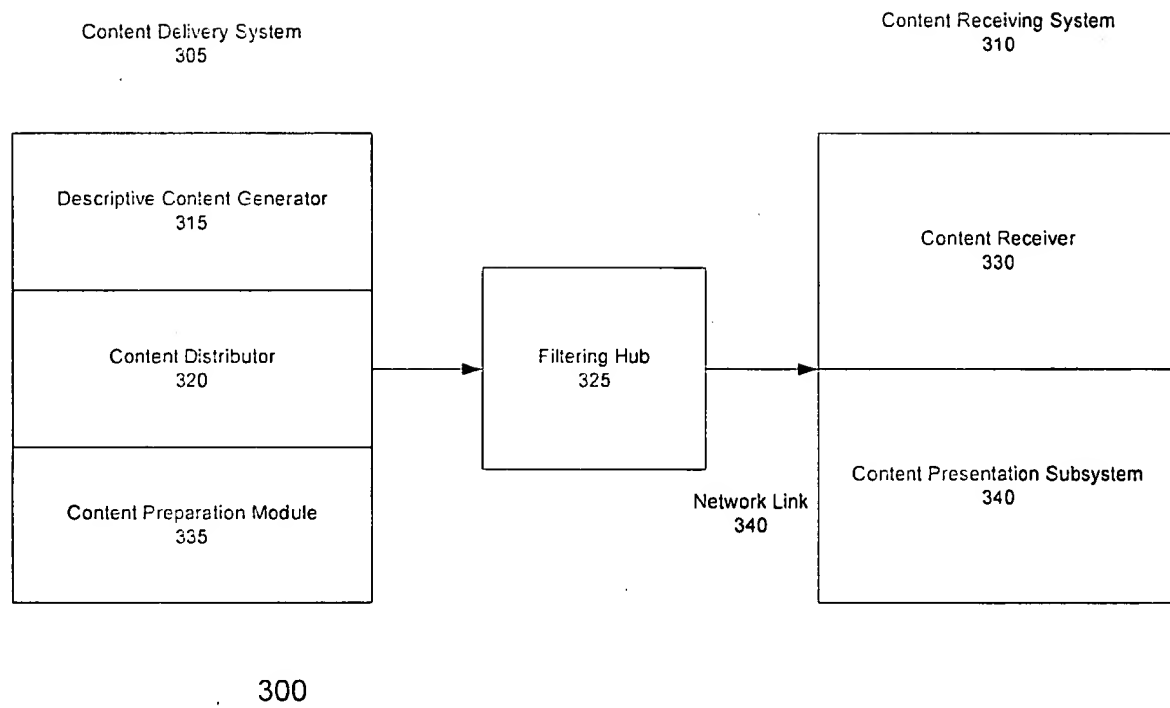 Content Delivery System
305
Content Receiving System
310
Descriptive Content Generator
315
Content Distributor
320
Content Preparation Module
335
Filtering Hub
325
Network Link
340
Content Receiver
330
Content Presentation Subsystem
340
300